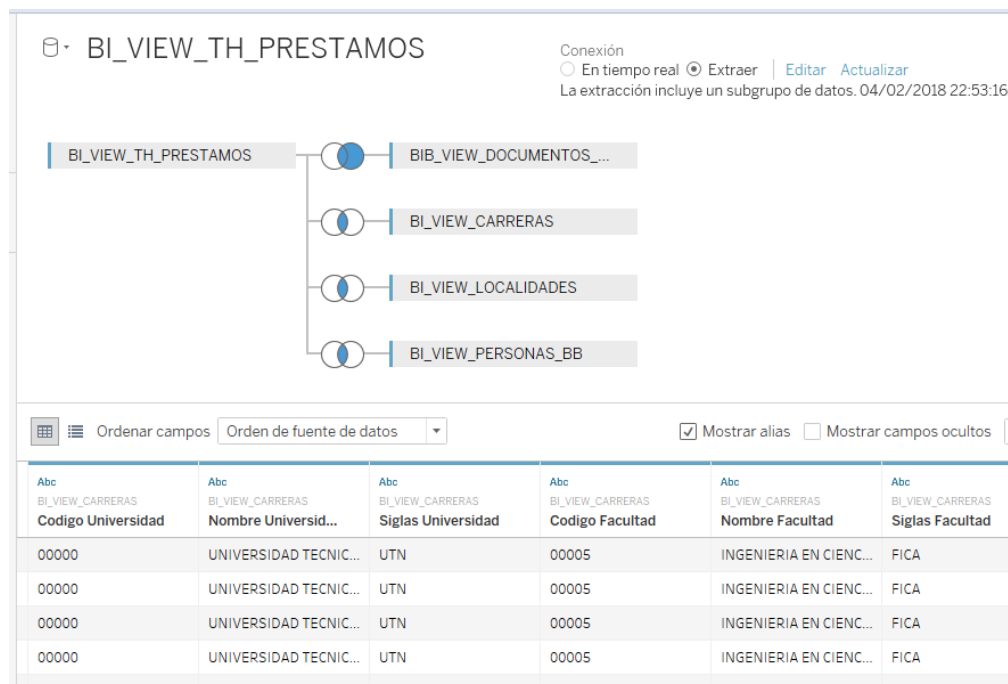 BI_VIEW_TH_PRESTAMOS
Conexión
En tiempo real Extraer Editar Actualizar
La extracción incluye un subgrupo de datos. 04/02/2018 22:53:16
BI_VIEW_TH_PRESTAMOS BIB_VIEW_DOCUMENTOS_...
BI_VIEW_CARRERAS
BI_VIEW_LOCALIDADES
BI_VIEW_PERSONAS_BB
Ordenar campos Orden de fuente de datos Mostrar alias Mostrar campos ocultos
Abc Abc Abc Abc Abc Abc
BI_VIEW_CARRERAS BI_VIEW_CARRERAS BI_VIEW_CARRERAS BI_VIEW_CARRERAS BI_VIEW_CARRERAS BI_VIEW_CARRERAS
Codigo Universidad Nombre Universid... Siglas Universidad Codigo Facultad Nombre Facultad Siglas Facultad
00000 UNIVERSIDAD TECNIC... UTN 00005 INGENIERIA EN CIENC... FICA
00000 UNIVERSIDAD TECNIC... UTN 00005 INGENIERIA EN CIENC... FICA
00000 UNIVERSIDAD TECNIC... UTN 00005 INGENIERIA EN CIENC... FICA
00000 UNIVERSIDAD TECNIC... UTN 00005 INGENIERIA EN CIENC... FICA